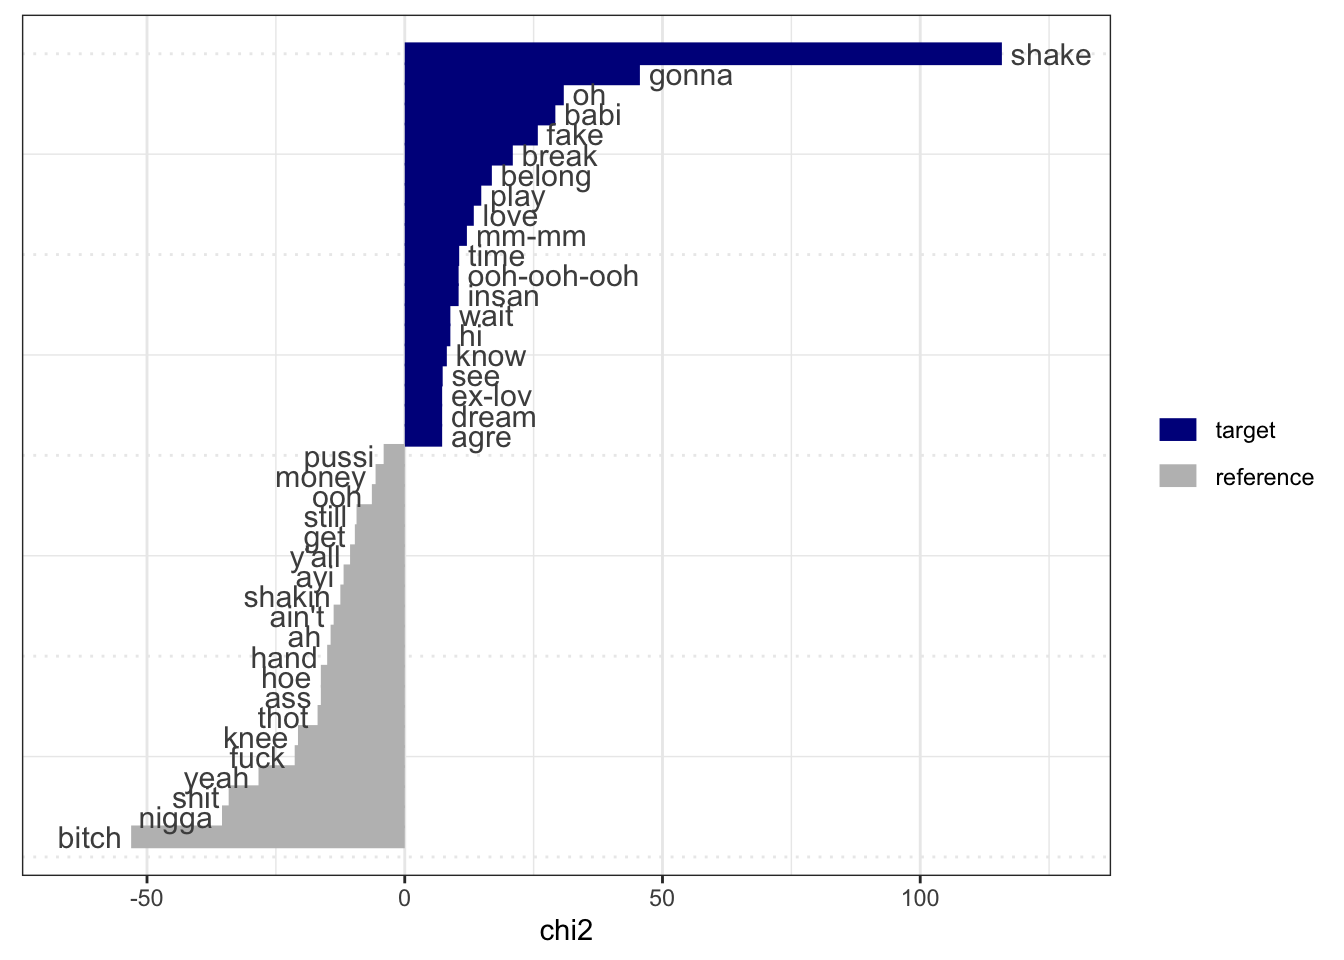 shake
gonna
oh
babi
fake
break
belong
play
love
mm-mm
time
ooh-ooh-ooh
insan
wait
hi
know
see
ex-lov
dream
agre
pussi
money
ooh
still
get
y'all
ayi
shakin
ain't
ah
hand
hoe
ass
thot
knee
fuck
yeah
shit
nigga
bitch
target
reference
-50 0 50 100
chi2